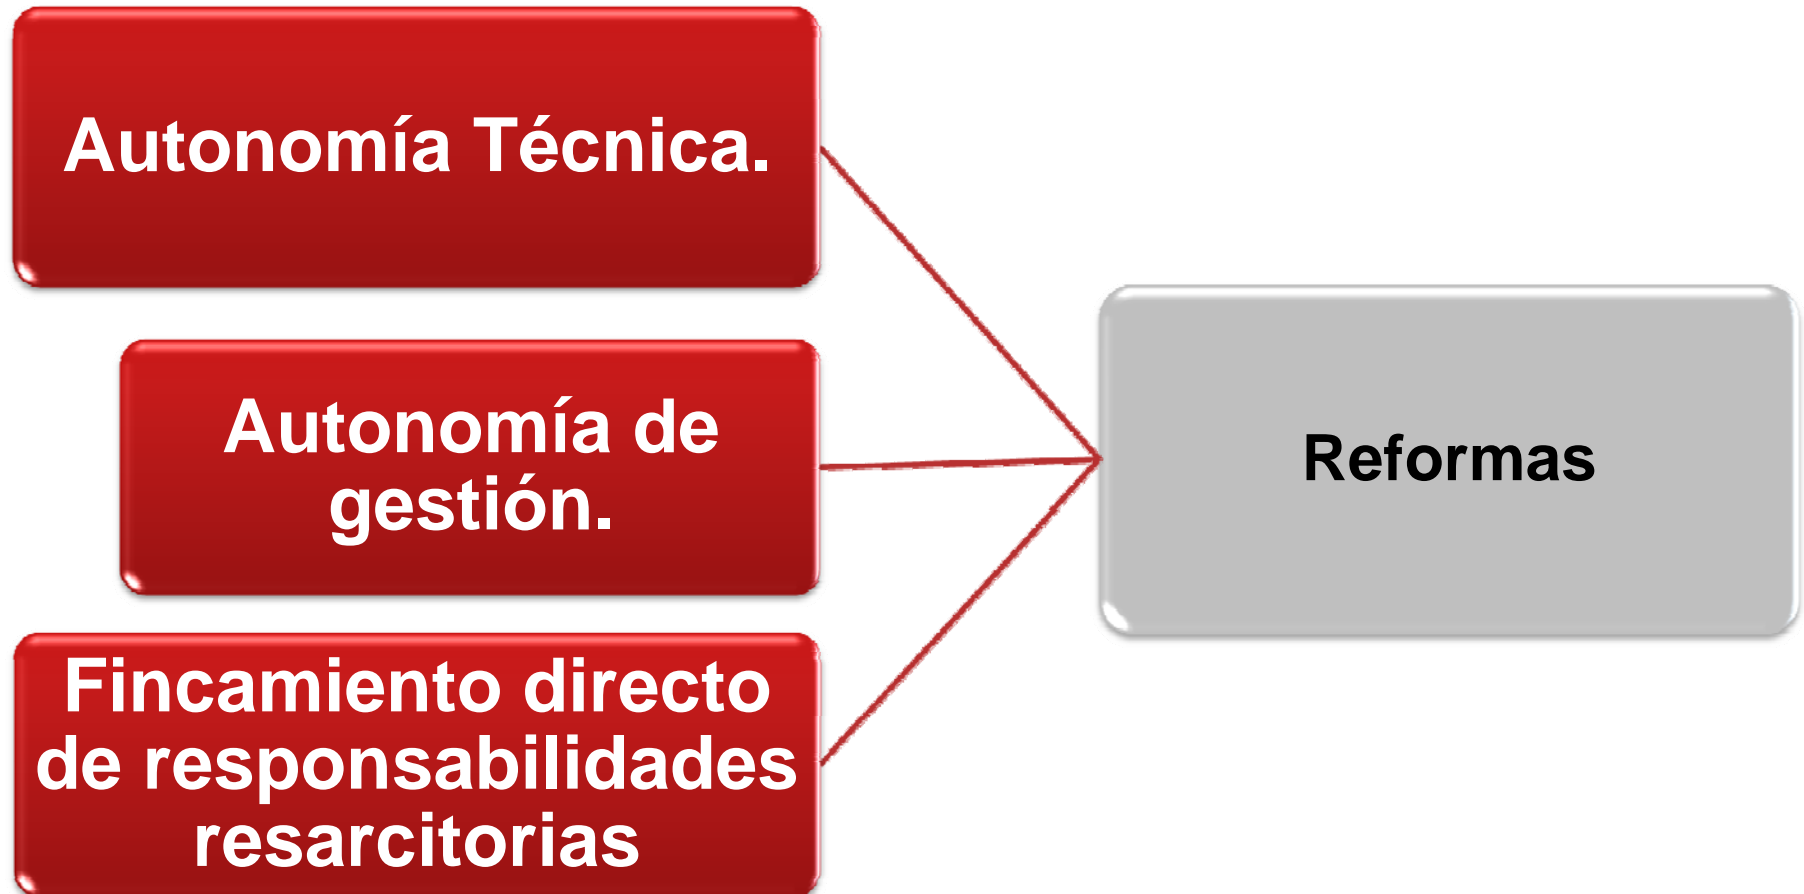 Autonomía Técnica.
Autonomía de
gestión.
Fincamiento directo
de responsabilidades
resarcitorias
Reformas